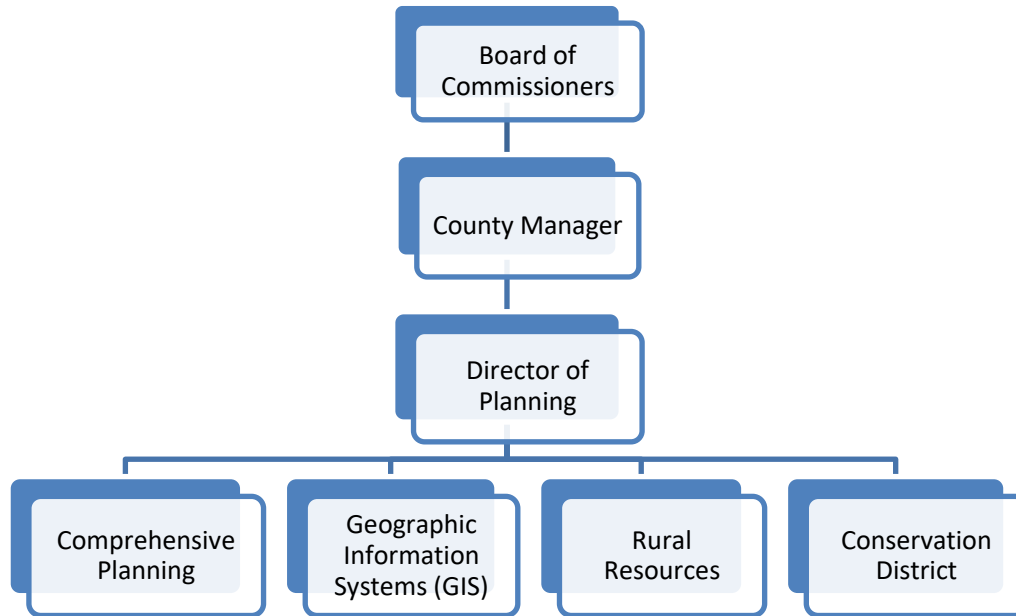 Board of
Commissioners
County Manager
Director of
Planning
Comprehensive
Planning
Geographic
Information
Systems (GIS)
Rural
Resources
Conservation
District